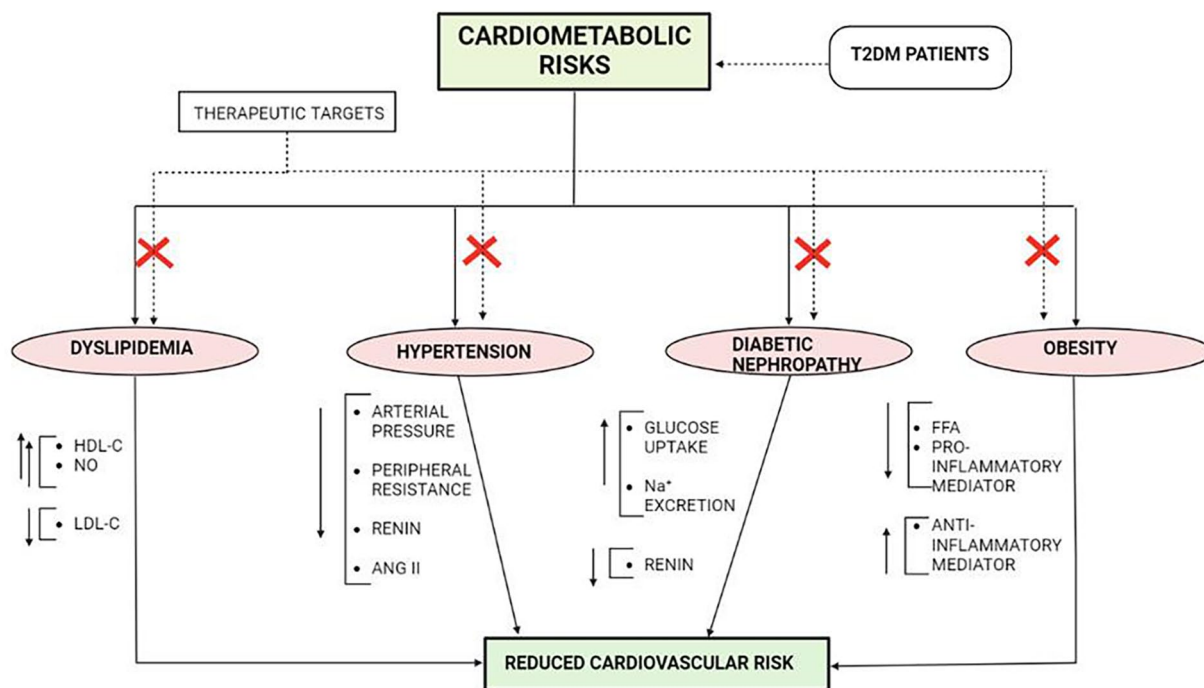 CARDIOMETABOLIC
RISKS
T2DM PATIENTS
THERAPEUTIC TARGETS
DYSLIPIDEMIA
HYPERTENSION
DIABETIC
NEPHROPATHY
OBESITY
• HDL-C
• NO
• LDL-C
• ARTERIAL
PRESSURE
• PERIPHERAL
RESISTANCE
• RENIN
• ANG II
• GLUCOSE
UPTAKE
• Na⁺
EXCRETION
• RENIN
• FFA
• PRO-
INFLAMMATORY
MEDIATOR
• ANTI-
INFLAMMATORY
MEDIATOR
REDUCED CARDIOVASCULAR RISK